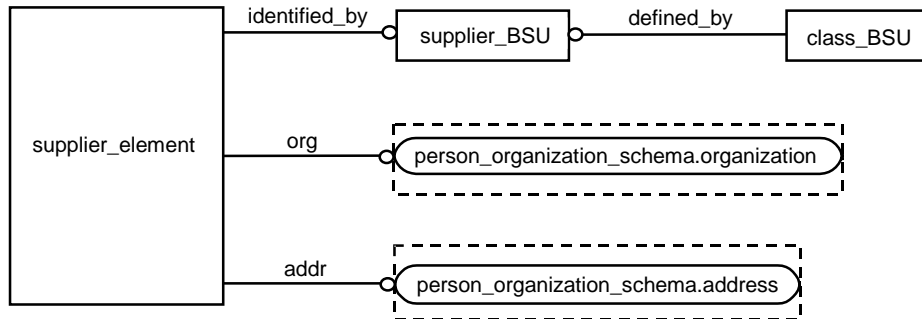 identified_by
defined_by
supplier_BSU
class_BSU
supplier_element
org
person_organization_schema.organization
addr
person_organization_schema.address